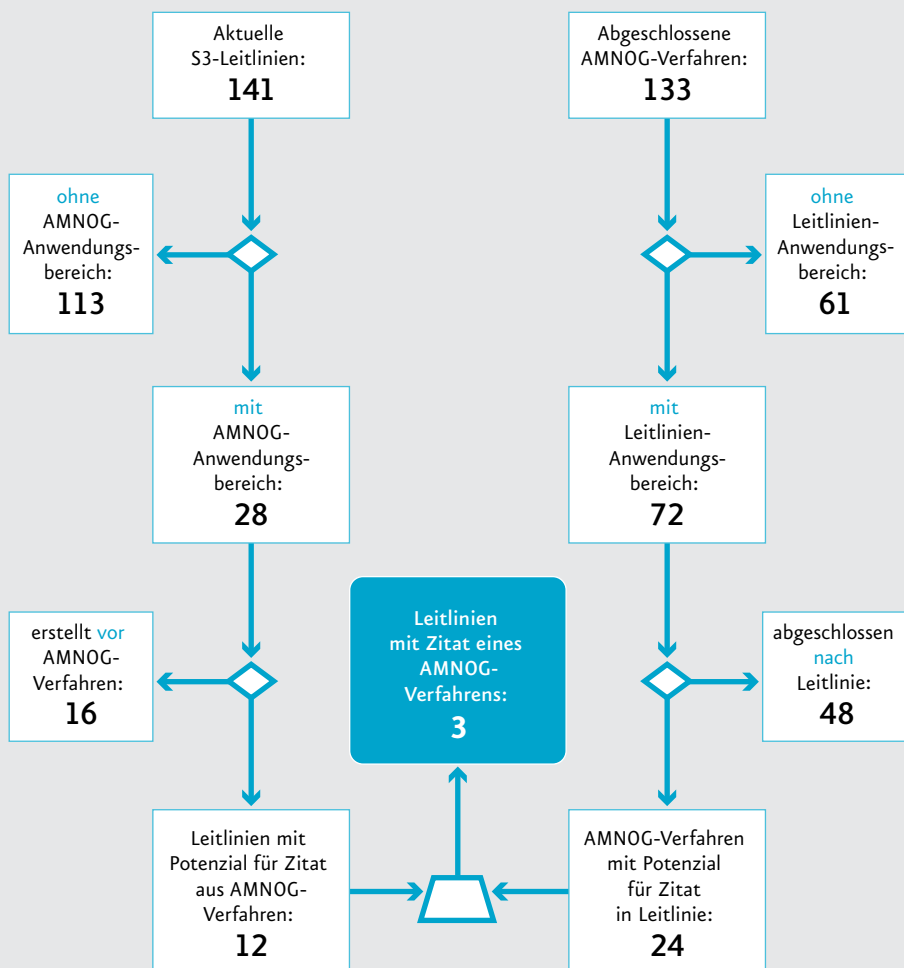 Aktuelle
S3-Leitlinien:
141
Abgeschlossene
AMNOG-Verfahren:
133
ohne
AMNOG-
Anwendungs-
bereich:
113
ohne
Leitlinien-
Anwendungs-
bereich:
61
mit
AMNOG-
Anwendungs-
bereich:
28
mit
Leitlinien-
Anwendungs-
bereich:
72
erstellt vor
AMNOG-
Verfahren:
16
Leitlinien
mit Zitat eines
AMNOG-
Verfahrens:
3
abgeschlossen
nach
Leitlinie:
48
Leitlinien mit
Potenzial für Zitat
aus AMNOG-
Verfahren:
12
AMNOG-Verfahren
mit Potenzial
für Zitat
in Leitlinie:
24